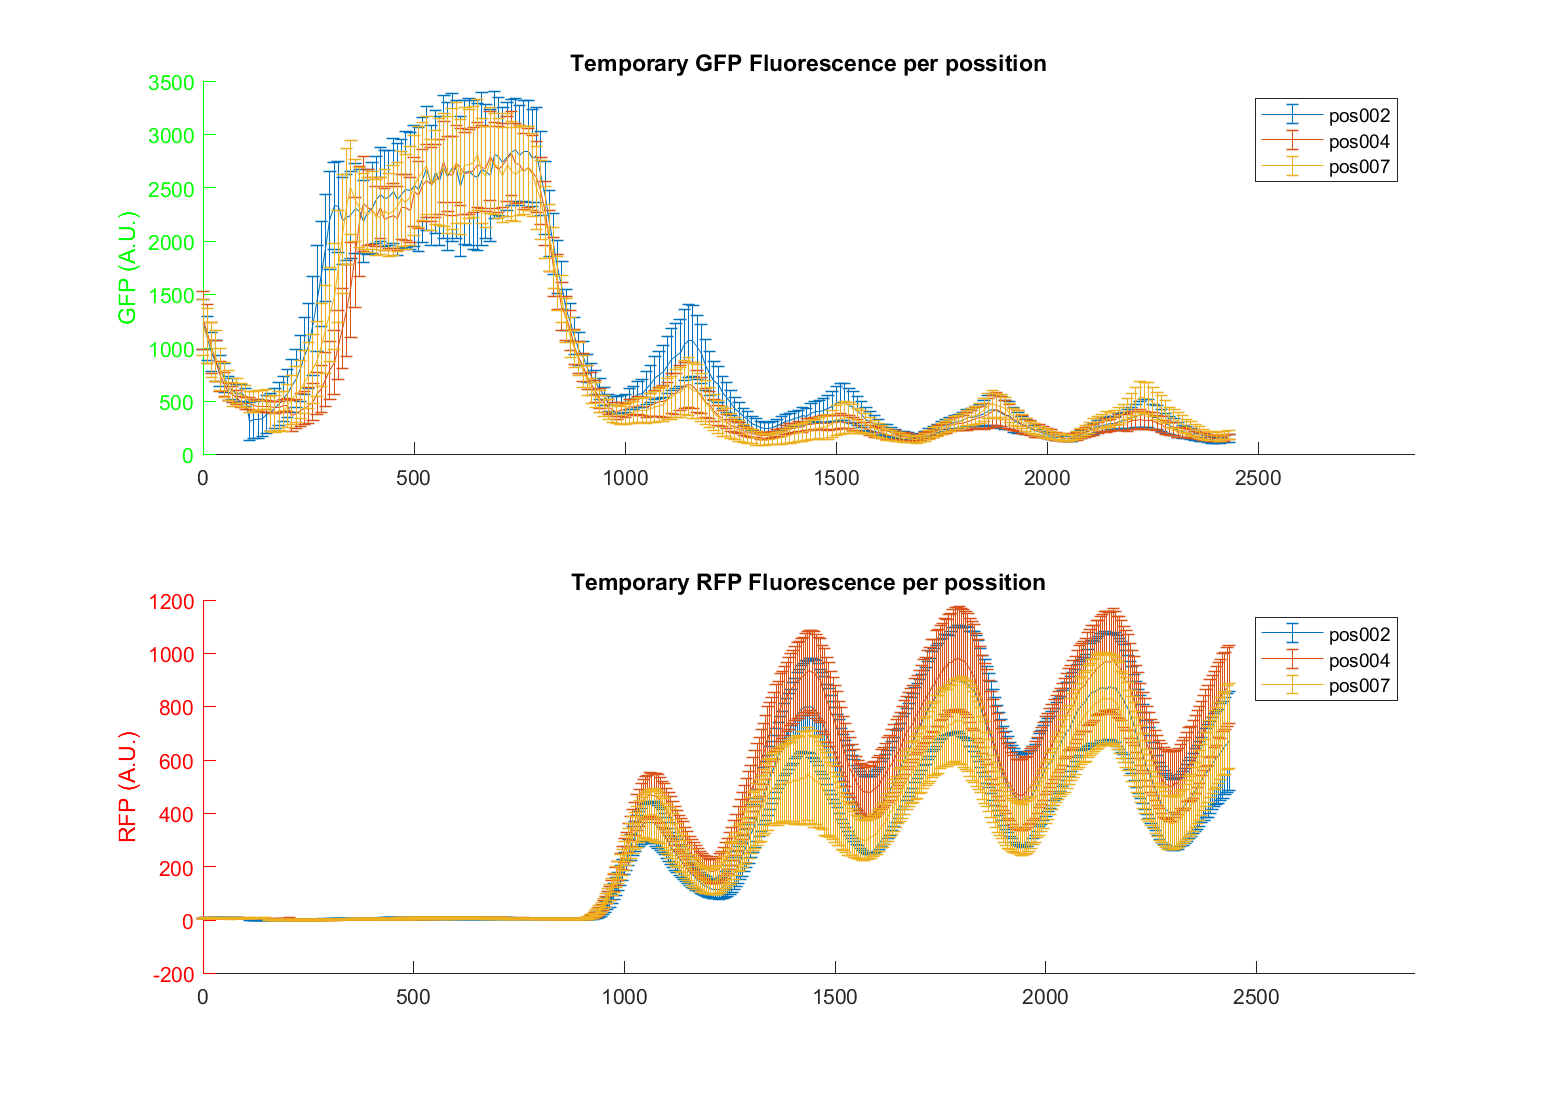 Temporary GFP Fluorescence per possition
GFP (A.U.)
3500
3000
2500
2000
1500
1000
500
0
0 500 1000 1500 2000 2500
pos002
pos004
pos007
Temporary RFP Fluorescence per possition
RFP (A.U.)
1200
1000
800
600
400
200
0
-200
0 500 1000 1500 2000 2500
pos002
pos004
pos007